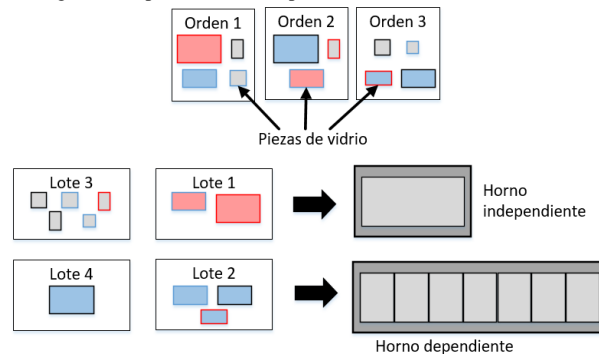 Orden 1
Orden 2
Orden 3
Piezas de vidrio
Lote 3
Lote 1
Horno
independiente
Lote 4
Lote 2
Horno dependiente